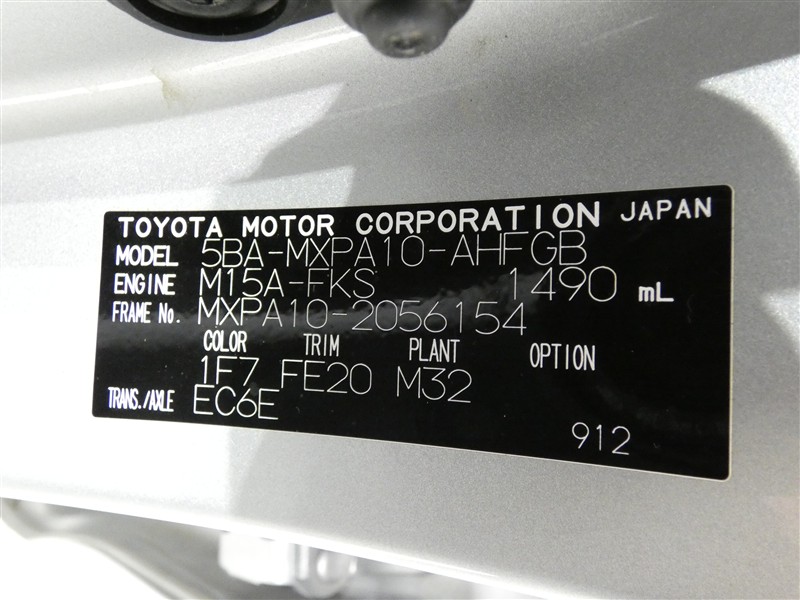 TOYOTA MOTOR CORPORATION JAPAN
MODEL 5BA-MXPA10-AHFGB
ENGINE M15A-FKS 1490 mL
FRAME No. MXPA10-2056154
COLOR TRIM PLANT OPTION
1F7 FE20 M32
TRANS./AXLE EC6E
912